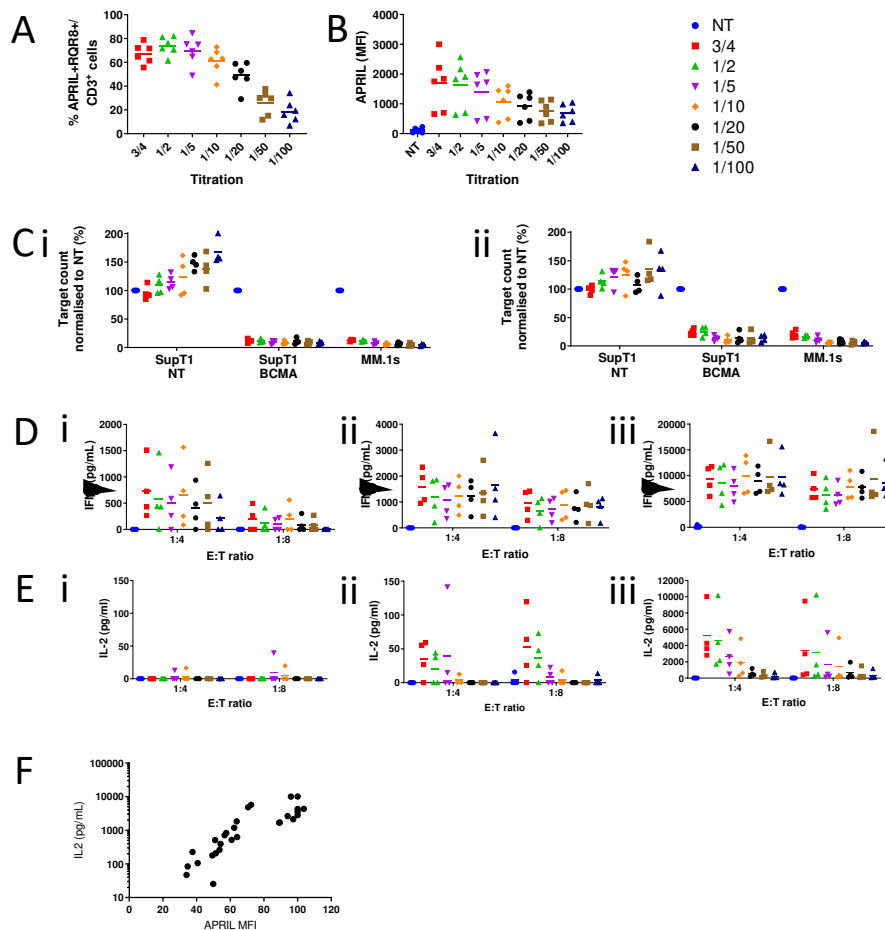 A
% APRIL+RQR8+/
CD3+ cells
100
80
60
40
20
0
3/4
1/2
1/5
1/10
1/20
1/50
1/100
Titration
B
APRIL (MFI)
4000
3000
2000
1000
0
NT
3/4
1/2
1/5
1/10
1/20
1/50
1/100
Titration
NT
3/4
1/2
1/5
1/10
1/20
1/50
1/100
C i
Target count
normalised to NT (%)
200
150
100
50
0
SupT1
NT
SupT1
BCMA
MM.1s
ii
Target count
normalised to NT (%)
200
150
100
50
0
SupT1
NT
SupT1
BCMA
MM.1s
D i
(pg/mL)
2000
1500
1000
500
0
1:4
1:8
E:T ratio
ii
(pg/mL)
4000
3000
2000
1000
0
1:4
1:8
E:T ratio
iii
(pg/mL)
20000
15000
10000
5000
0
1:4
1:8
E:T ratio
E i
IL-2 (pg/ml)
150
100
50
0
1:4
1:8
E:T ratio
ii
IL-2 (pg/ml)
150
100
50
0
1:4
1:8
E:T ratio
iii
IL-2 (pg/ml)
12000
10000
8000
6000
4000
2000
0
1:4
1:8
E:T ratio
F
IL2 (pg/mL)
100000
10000
1000
100
10
0
20
40
60
80
100
120
APRIL MFI